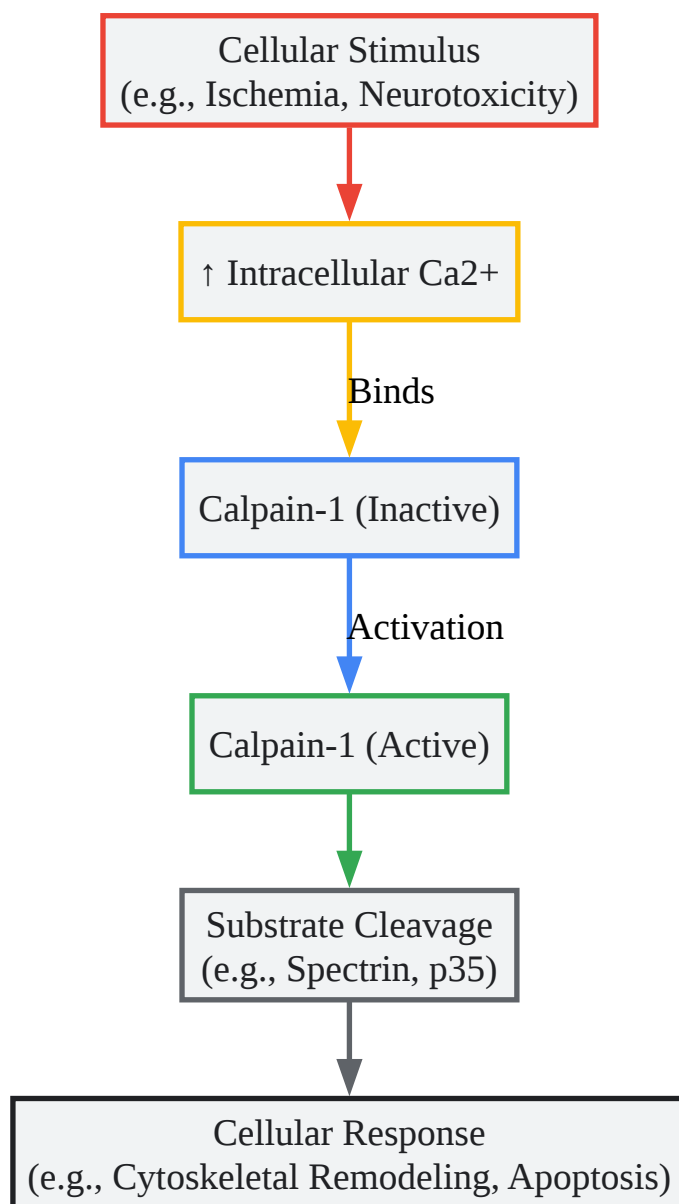 Cellular Stimulus
(e.g., Ischemia, Neurotoxicity)
↑ Intracellular Ca2+
Binds
Calpain-1 (Inactive)
Activation
Calpain-1 (Active)
Substrate Cleavage
(e.g., Spectrin, p35)
Cellular Response
(e.g., Cytoskeletal Remodeling, Apoptosis)